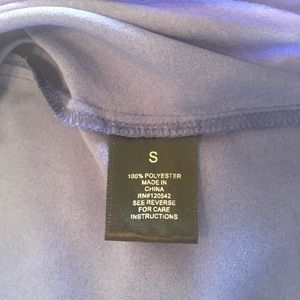 S
100% POLYESTER
MADE IN
CHINA
RN#120542
SEE REVERSE
FOR CARE
INSTRUCTIONS